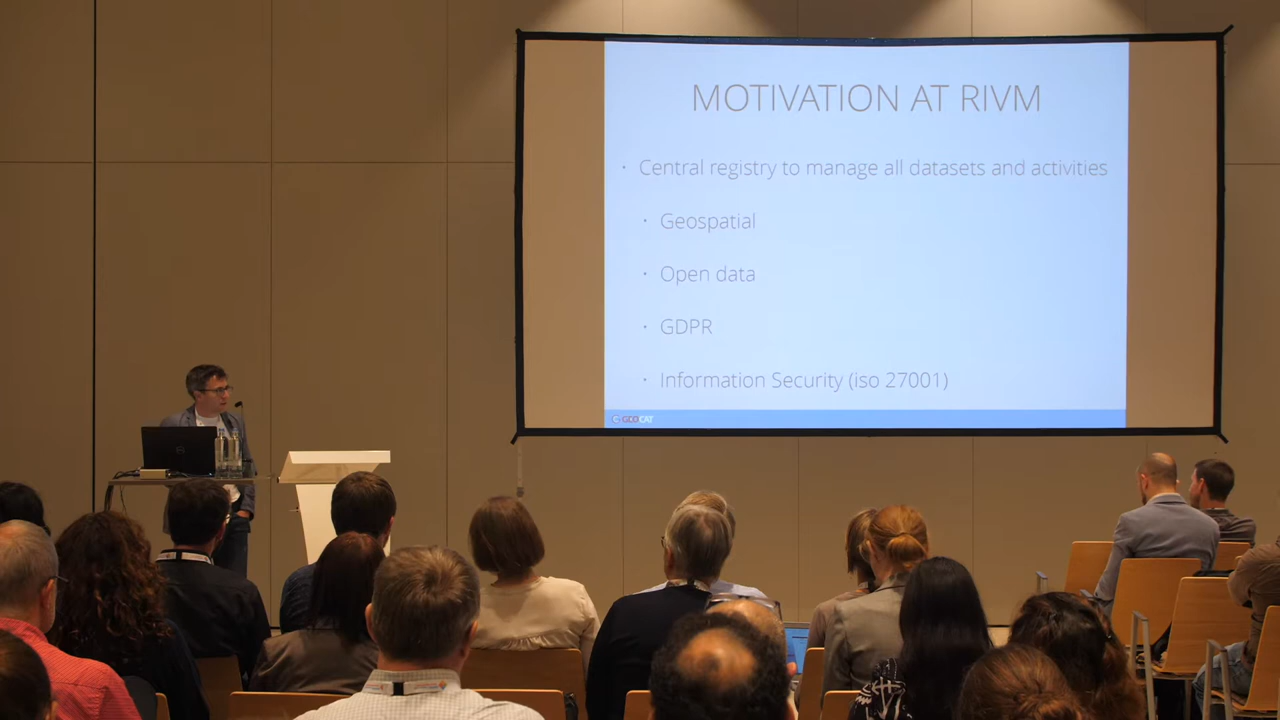 MOTIVATION AT RIVM
• Central registry to manage all datasets and activities
• Geospatial
• Open data
• GDPR
• Information Security (iso 27001)
GEOCAT